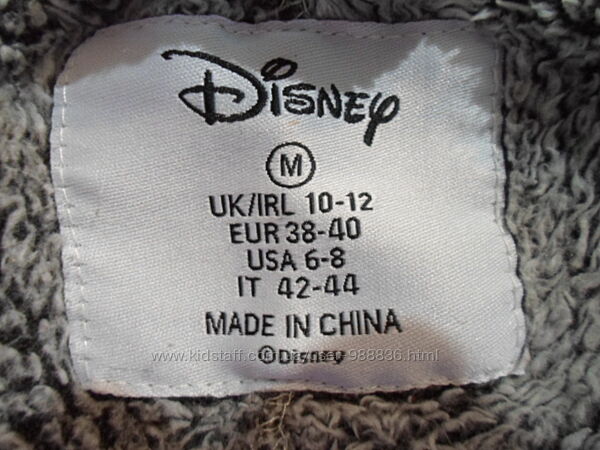 Disney
M
UK/IRL 10-12
EUR 38-40
USA 6-8
IT 42-44
MADE IN CHINA
© Disney